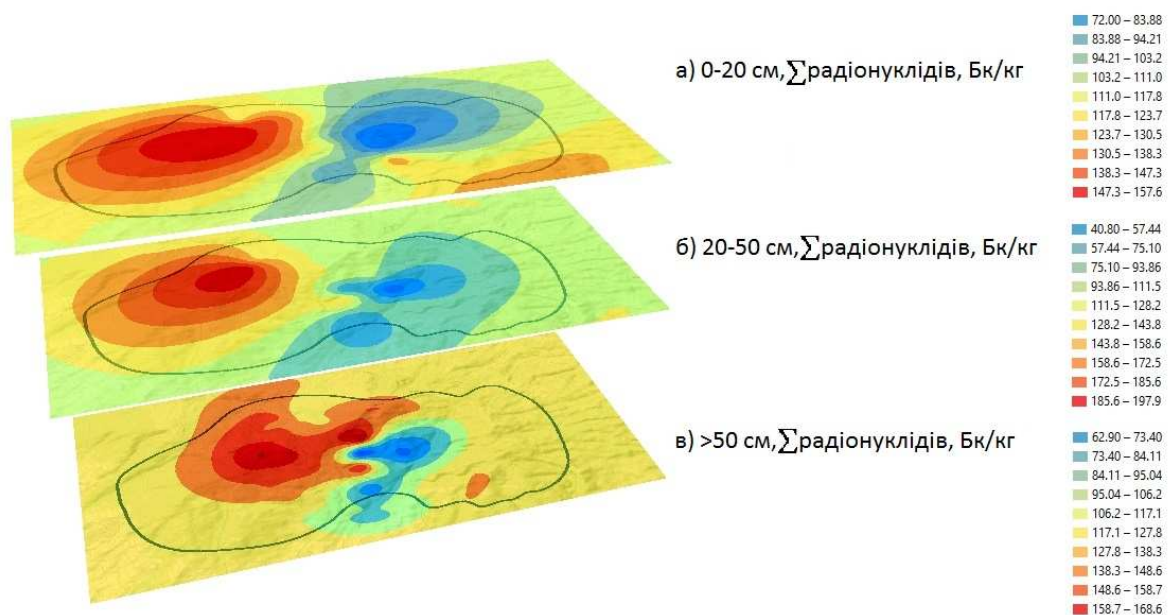 72.00 – 83.88
83.88 – 94.21
94.21 – 103.2
103.2 – 111.0
111.0 – 117.8
117.8 – 123.7
123.7 – 130.5
130.5 – 138.3
138.3 – 147.3
147.3 – 157.6
а) 0-20 см,∑радіонуклідів, Бк/кг
40.80 – 57.44
57.44 – 75.10
75.10 – 93.86
93.86 – 111.5
111.5 – 128.2
128.2 – 143.8
143.8 – 158.6
158.6 – 172.5
172.5 – 185.6
185.6 – 197.9
б) 20-50 см,∑радіонуклідів, Бк/кг
62.90 – 73.40
73.40 – 84.11
84.11 – 95.04
95.04 – 106.2
106.2 – 117.1
117.1 – 127.8
127.8 – 138.3
138.3 – 148.6
148.6 – 158.7
158.7 – 168.6
в) >50 см,∑радіонуклідів, Бк/кг